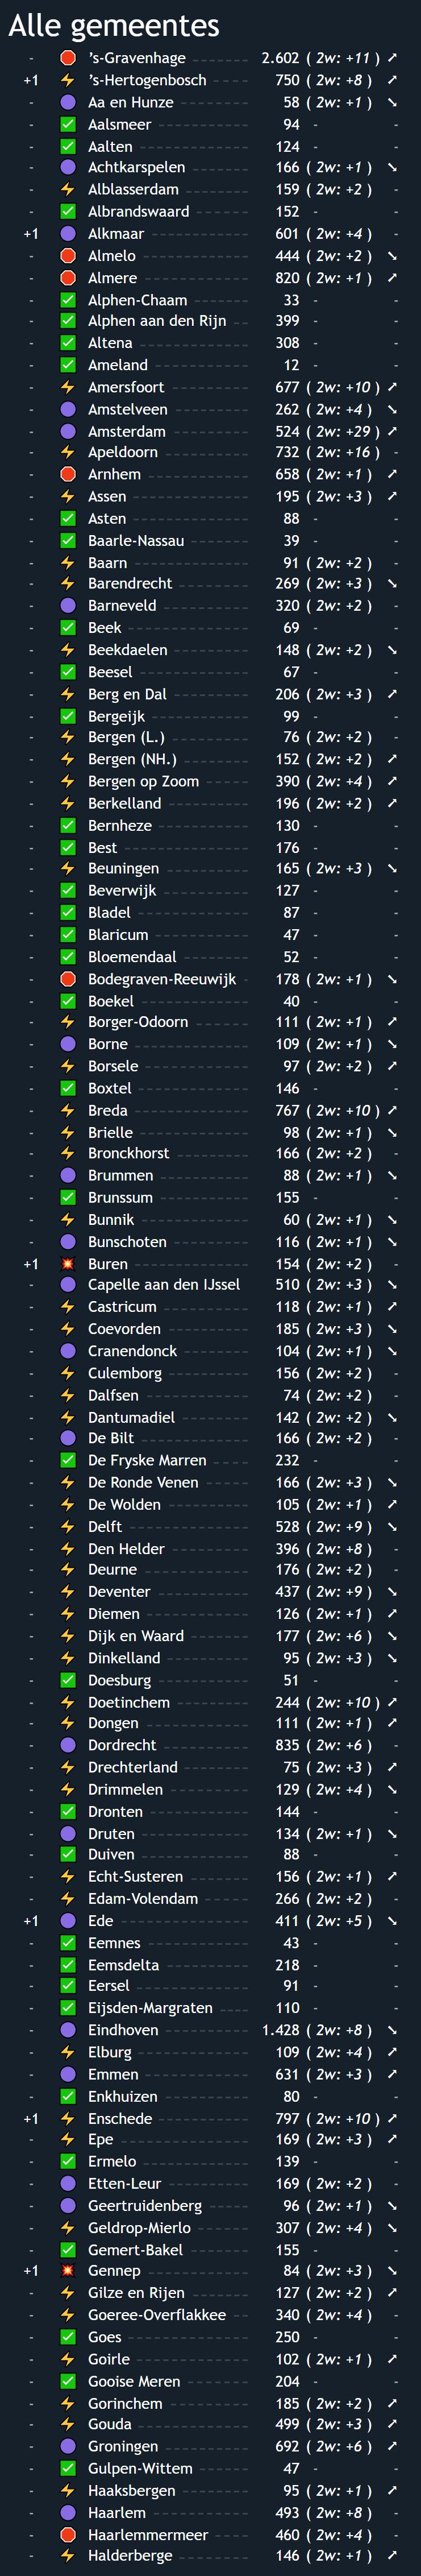 Alle gemeentes
- 's-Gravenhage 2.602 ( 2w: +11 ) ➚
+1 's-Hertogenbosch 750 ( 2w: +8 ) ➚
- Aa en Hunze 58 ( 2w: +1 ) ➘
- Aalsmeer 94 - -
- Aalten 124 - -
- Achtkarspelen 166 ( 2w: +1 ) ➘
- Alblasserdam 159 ( 2w: +2 ) -
- Albrandswaard 152 - -
+1 Alkmaar 601 ( 2w: +4 ) -
- Almelo 444 ( 2w: +2 ) ➘
- Almere 820 ( 2w: +1 ) ➚
- Alphen-Chaam 33 - -
- Alphen aan den Rijn 399 - -
- Altena 308 - -
- Ameland 12 - -
- Amersfoort 677 ( 2w: +10 ) ➚
- Amstelveen 262 ( 2w: +4 ) ➘
- Amsterdam 524 ( 2w: +29 ) ➚
- Apeldoorn 732 ( 2w: +16 ) -
- Arnhem 658 ( 2w: +1 ) ➚
- Assen 195 ( 2w: +3 ) ➚
- Asten 88 - -
- Baarle-Nassau 39 - -
- Baarn 91 ( 2w: +2 ) -
- Barendrecht 269 ( 2w: +3 ) ➘
- Barneveld 320 ( 2w: +2 ) -
- Beek 69 - -
- Beekdaelen 148 ( 2w: +2 ) ➘
- Beesel 67 - -
- Berg en Dal 206 ( 2w: +3 ) ➚
- Bergeijk 99 - -
- Bergen (L.) 76 ( 2w: +2 ) -
- Bergen (NH.) 152 ( 2w: +2 ) ➚
- Bergen op Zoom 390 ( 2w: +4 ) ➚
- Berkelland 196 ( 2w: +2 ) ➚
- Bernheze 130 - -
- Best 176 - -
- Beuningen 165 ( 2w: +3 ) ➘
- Beverwijk 127 - -
- Bladel 87 - -
- Blaricum 47 - -
- Bloemendaal 52 - -
- Bodegraven-Reeuwijk 178 ( 2w: +1 ) ➘
- Boekel 40 - -
- Borger-Odoorn 111 ( 2w: +1 ) ➚
- Borne 109 ( 2w: +1 ) ➘
- Borsele 97 ( 2w: +2 ) ➚
- Boxtel 146 - -
- Breda 767 ( 2w: +10 ) ➚
- Brielle 98 ( 2w: +1 ) ➘
- Bronckhorst 166 ( 2w: +2 ) -
- Brummen 88 ( 2w: +1 ) ➘
- Brunssum 155 - -
- Bunnik 60 ( 2w: +1 ) ➘
- Bunschoten 116 ( 2w: +1 ) ➘
+1 Buren 154 ( 2w: +2 ) -
- Capelle aan den IJssel 510 ( 2w: +3 ) ➘
- Castricum 118 ( 2w: +1 ) ➚
- Coevorden 185 ( 2w: +3 ) ➘
- Cranendonck 104 ( 2w: +1 ) ➘
- Culemborg 156 ( 2w: +2 ) -
- Dalfsen 74 ( 2w: +2 ) -
- Dantumadiel 142 ( 2w: +2 ) ➘
- De Bilt 166 ( 2w: +2 ) -
- De Fryske Marren 232 - -
- De Ronde Venen 166 ( 2w: +3 ) ➘
- De Wolden 105 ( 2w: +1 ) ➚
- Delft 528 ( 2w: +9 ) ➘
- Den Helder 396 ( 2w: +8 ) -
- Deurne 176 ( 2w: +2 ) -
- Deventer 437 ( 2w: +9 ) ➘
- Diemen 126 ( 2w: +1 ) ➚
- Dijk en Waard 177 ( 2w: +6 ) ➘
- Dinkelland 95 ( 2w: +3 ) ➘
- Doesburg 51 - -
- Doetinchem 244 ( 2w: +10 ) ➚
- Dongen 111 ( 2w: +1 ) ➚
- Dordrecht 835 ( 2w: +6 ) -
- Drechterland 75 ( 2w: +3 ) ➚
- Drimmelen 129 ( 2w: +4 ) ➘
- Dronten 144 - -
- Druten 134 ( 2w: +1 ) ➘
- Duiven 88 - -
- Echt-Susteren 156 ( 2w: +1 ) ➚
- Edam-Volendam 266 ( 2w: +2 ) -
+1 Ede 411 ( 2w: +5 ) ➘
- Eemnes 43 - -
- Eemsdelta 218 - -
- Eersel 91 - -
- Eijsden-Margraten 110 - -
- Eindhoven 1.428 ( 2w: +8 ) ➘
- Elburg 109 ( 2w: +4 ) ➚
- Emmen 631 ( 2w: +3 ) ➚
- Enkhuizen 80 - -
+1 Enschede 797 ( 2w: +10 ) ➚
- Epe 169 ( 2w: +3 ) ➚
- Ermelo 139 - -
- Etten-Leur 169 ( 2w: +2 ) -
- Geertruidenberg 96 ( 2w: +1 ) ➘
- Geldrop-Mierlo 307 ( 2w: +4 ) ➘
- Gemert-Bakel 155 - -
+1 Gennep 84 ( 2w: +3 ) ➘
- Gilze en Rijen 127 ( 2w: +2 ) ➚
- Goeree-Overflakkee 340 ( 2w: +4 ) -
- Goes 250 - -
- Goirle 102 ( 2w: +1 ) ➚
- Gooise Meren 204 - -
- Gorinchem 185 ( 2w: +2 ) ➚
- Gouda 499 ( 2w: +3 ) ➚
- Groningen 692 ( 2w: +6 ) ➚
- Gulpen-Wittem 47 - -
- Haaksbergen 95 ( 2w: +1 ) ➚
- Haarlem 493 ( 2w: +8 ) -
- Haarlemmermeer 460 ( 2w: +4 ) -
- Halderberge 146 ( 2w: +1 ) ➚